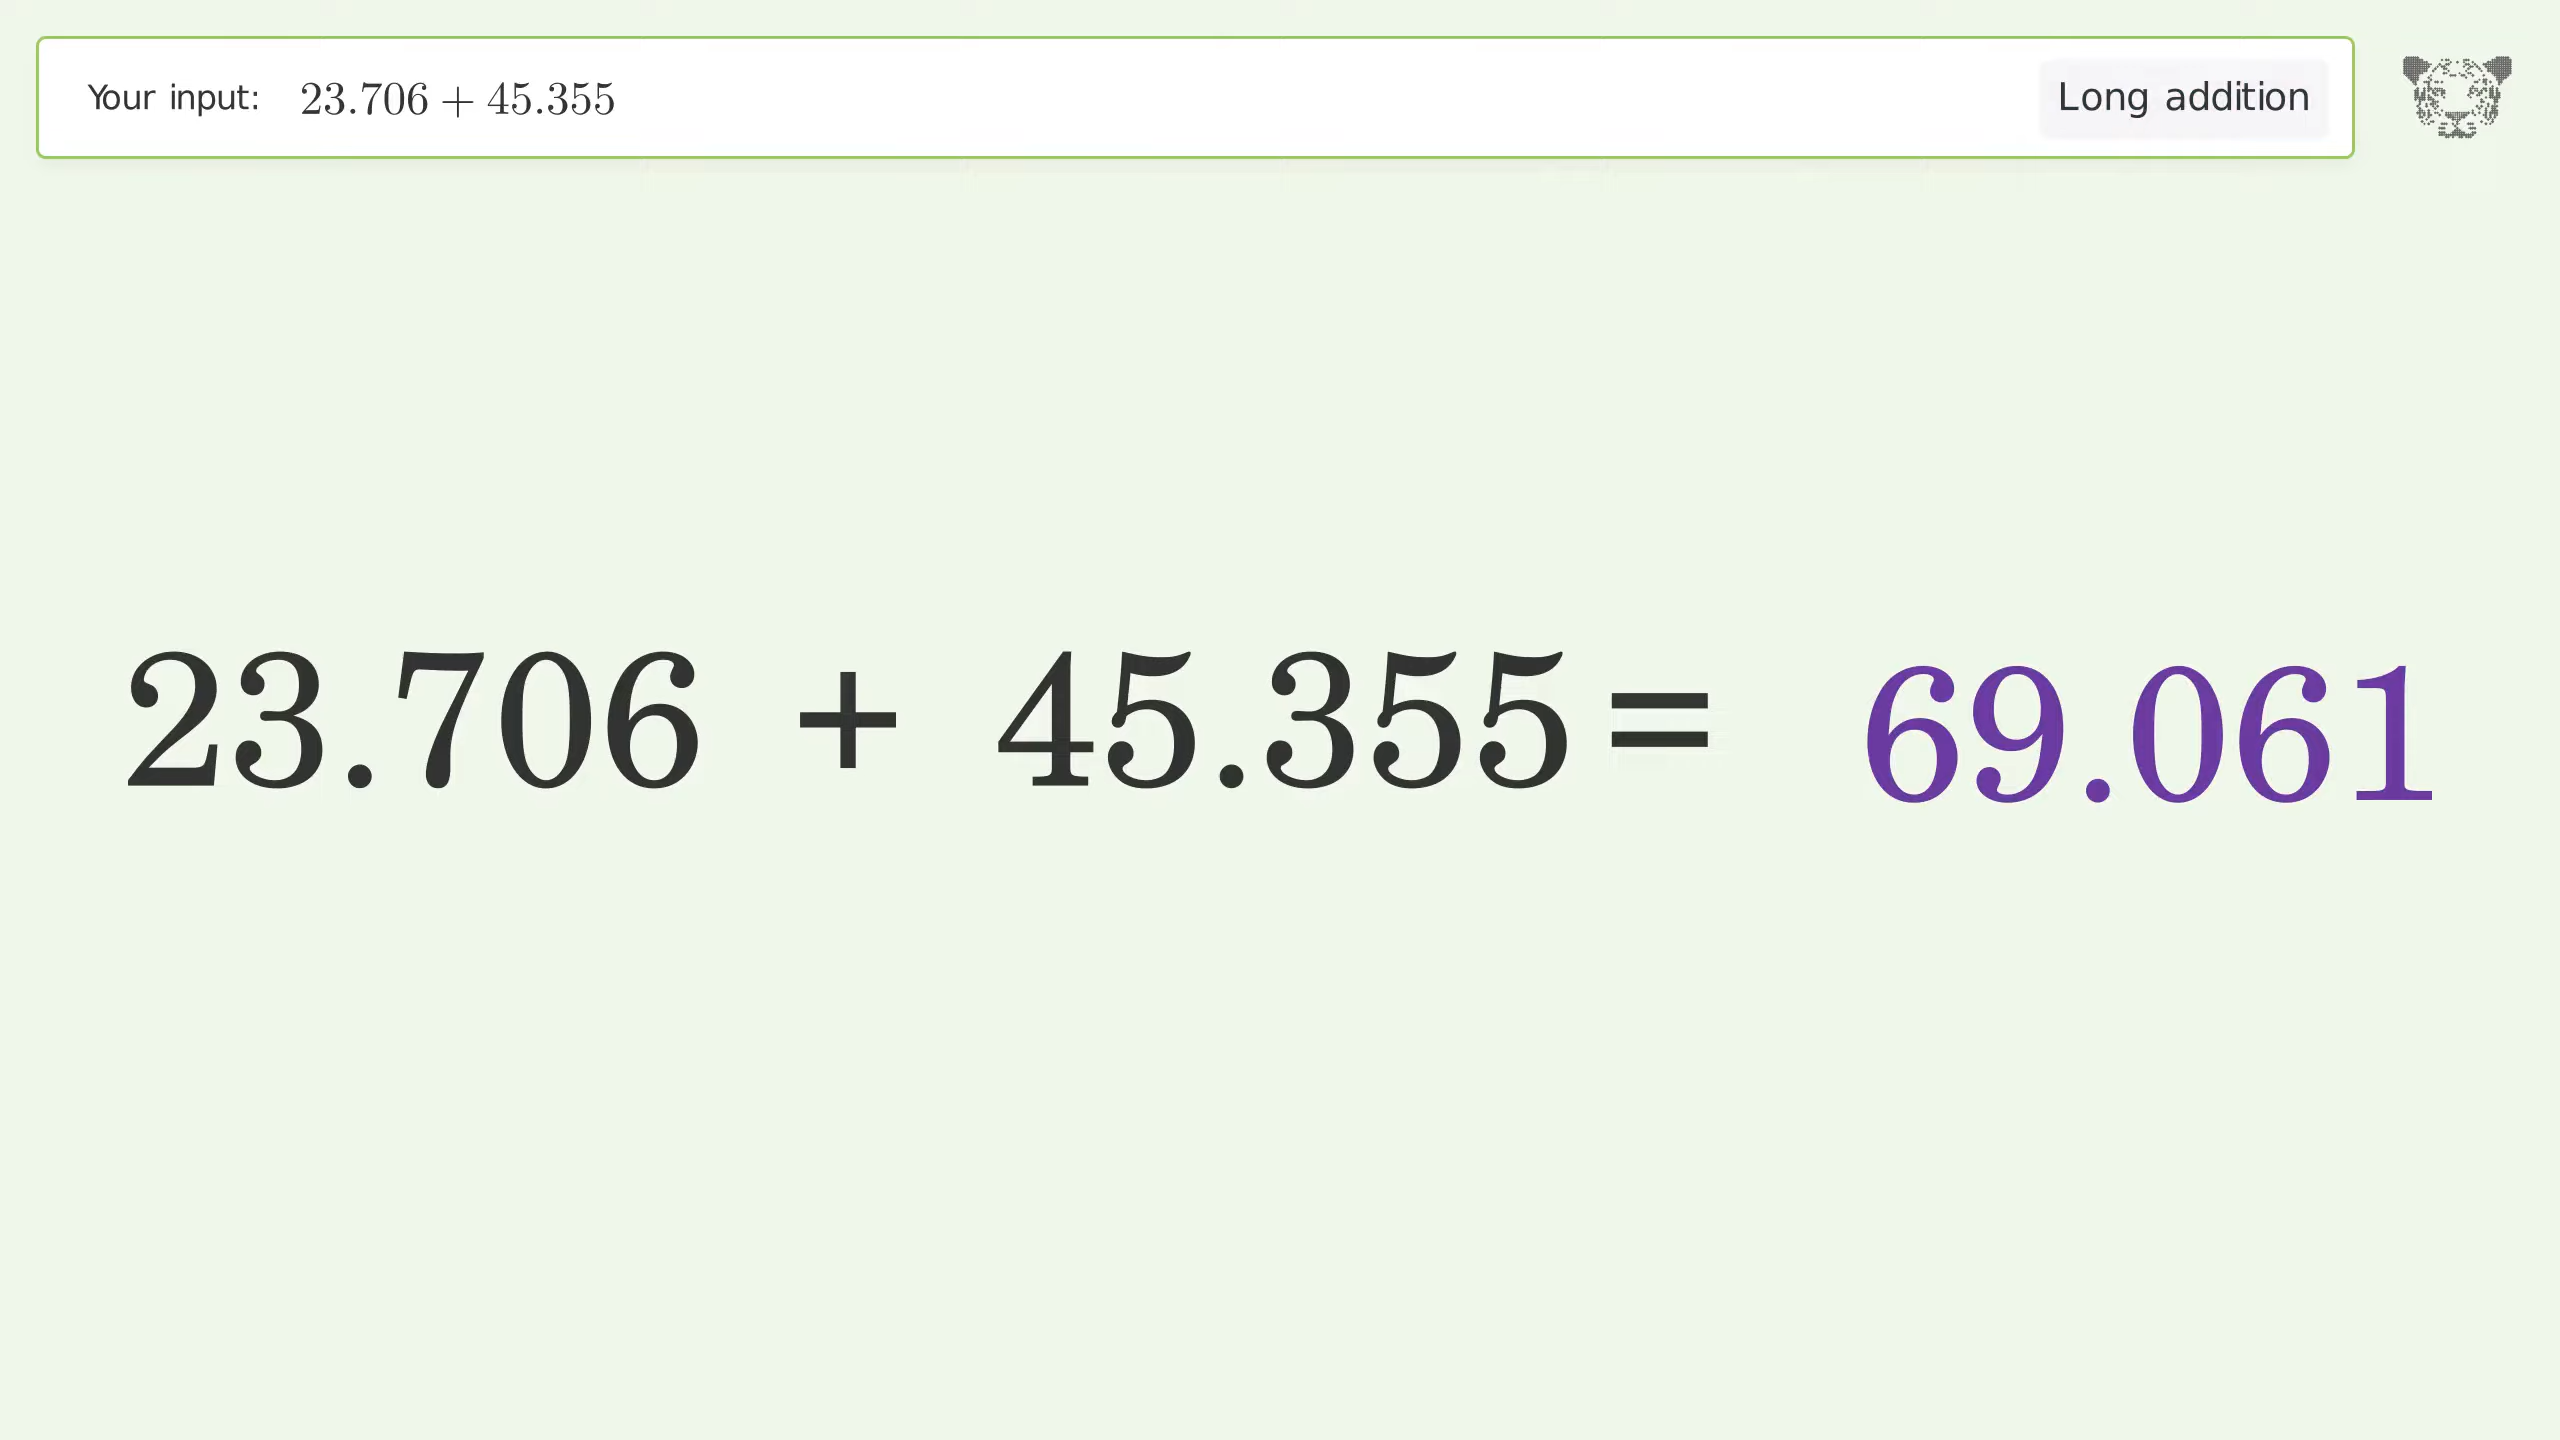 Your input: 23.706 + 45.355 Long addition
23.706 + 45.355 = 69.061